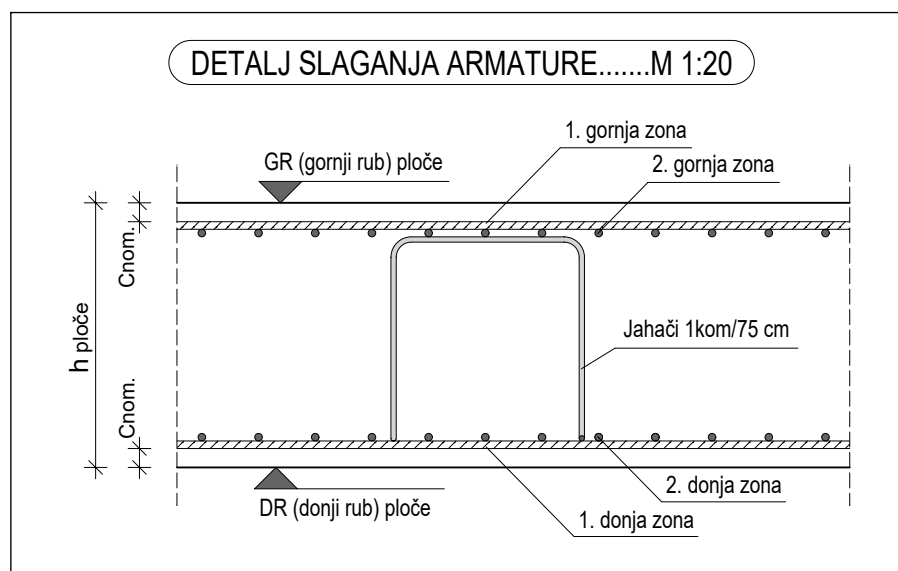 DETALJ SLAGANJA ARMATURE.......M 1:20
1. gornja zona
GR (gornji rub) ploče
2. gornja zona
Cnom.
h ploče
Jahači 1kom/75 cm
Cnom.
2. donja zona
DR (donji rub) ploče
1. donja zona